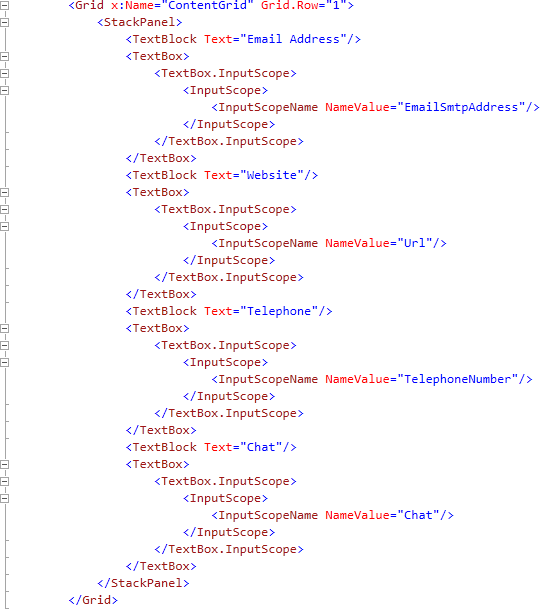 <Grid x:Name="ContentGrid" Grid.Row="1">
<StackPanel>
<TextBlock Text="Email Address"/>
<TextBox>
<TextBox.InputScope>
<InputScope>
<InputScopeName NameValue="EmailSmtpAddress"/>
</InputScope>
</TextBox.InputScope>
</TextBox>
<TextBlock Text="Website"/>
<TextBox>
<TextBox.InputScope>
<InputScope>
<InputScopeName NameValue="Url"/>
</InputScope>
</TextBox.InputScope>
</TextBox>
<TextBlock Text="Telephone"/>
<TextBox>
<TextBox.InputScope>
<InputScope>
<InputScopeName NameValue="TelephoneNumber"/>
</InputScope>
</TextBox.InputScope>
</TextBox>
<TextBlock Text="Chat"/>
<TextBox>
<TextBox.InputScope>
<InputScope>
<InputScopeName NameValue="Chat"/>
</InputScope>
</TextBox.InputScope>
</TextBox>
</StackPanel>
</Grid>